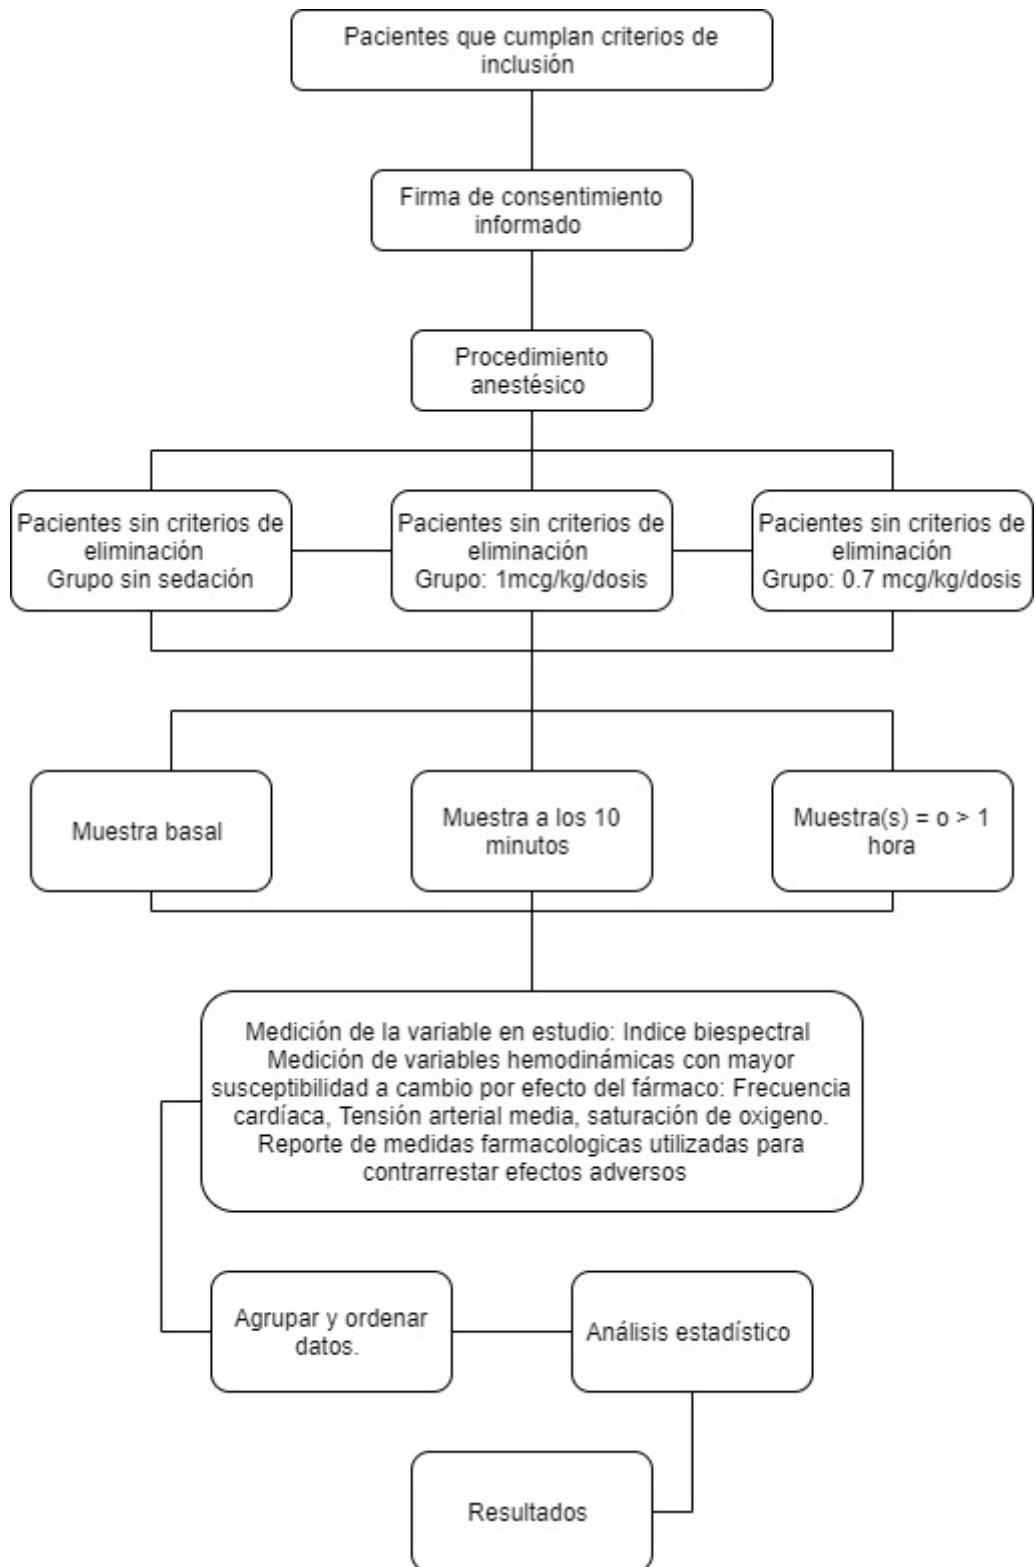 Pacientes que cumplan criterios de
inclusión
Firma de consentimiento
informado
Procedimiento
anestésico
Pacientes sin criterios de
eliminación
Grupo sin sedación
Pacientes sin criterios de
eliminación
Grupo: 1mcg/kg/dosis
Pacientes sin criterios de
eliminación
Grupo: 0.7 mcg/kg/dosis
Muestra basal
Muestra a los 10
minutos
Muestra(s) = o > 1
hora
Medición de la variable en estudio: Indice biespectral
Medición de variables hemodinámicas con mayor
susceptibilidad a cambio por efecto del fármaco: Frecuencia
cardíaca, Tensión arterial media, saturación de oxigeno.
Reporte de medidas farmacologicas utilizadas para
contrarrestar efectos adversos
Agrupar y ordenar
datos.
Análisis estadístico
Resultados